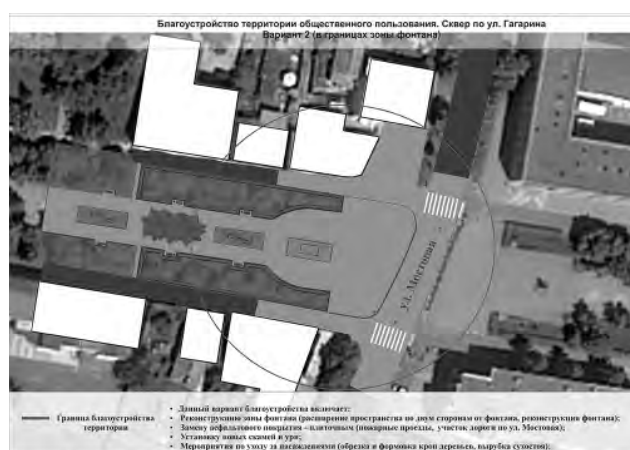 Благоустройство территории общественного пользования. Сквер по ул. Гагарина
Вариант 2 (в границах зоны фонтана)
ул. Мостовая
Граница благоустройства
территории
• Данный вариант благоустройства включает:
• Реконструкцию зоны фонтана (расширение пространства по двум сторонам от фонтана, реконструкция фонтана);
• Замену асфальтового покрытия – плиточным (пожарные проезды, участок дороги по ул. Мостовая);
• Установку новых скамей и урн;
• Мероприятия по уходу за насаждениями (обрезка и формовка крон деревьев, вырубка сухостоя);